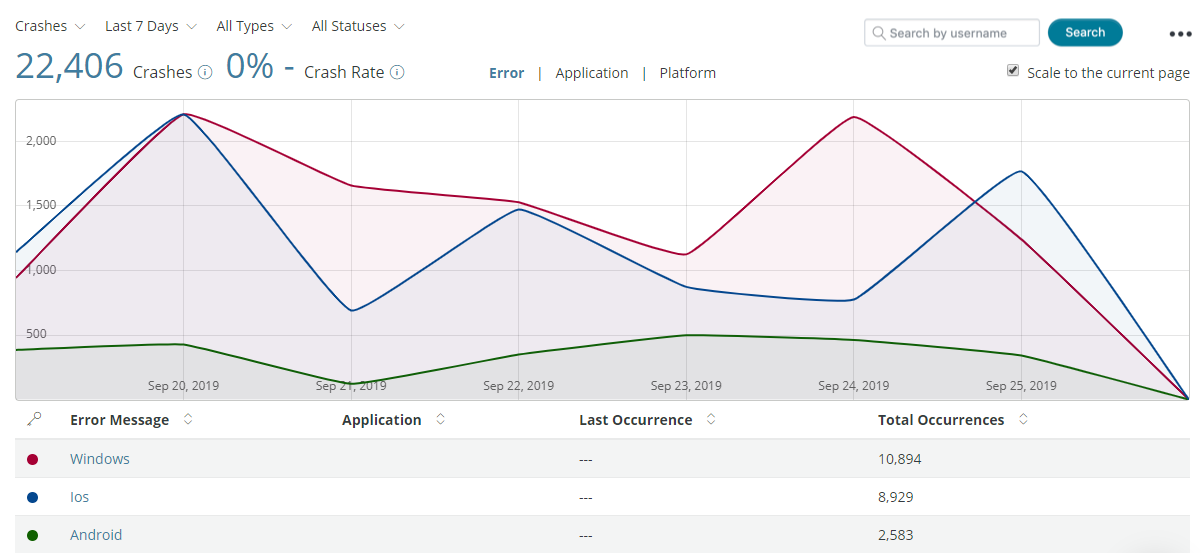 Crashes Last 7 Days All Types All Statuses
Search by username Search
22,406 Crashes 0% - Crash Rate
Error | Application | Platform
Scale to the current page
2,000
1,500
1,000
500
Sep 20, 2019 Sep 21, 2019 Sep 22, 2019 Sep 23, 2019 Sep 24, 2019 Sep 25, 2019
Error Message Application Last Occurrence Total Occurrences
Windows --- 10,894
Ios --- 8,929
Android --- 2,583